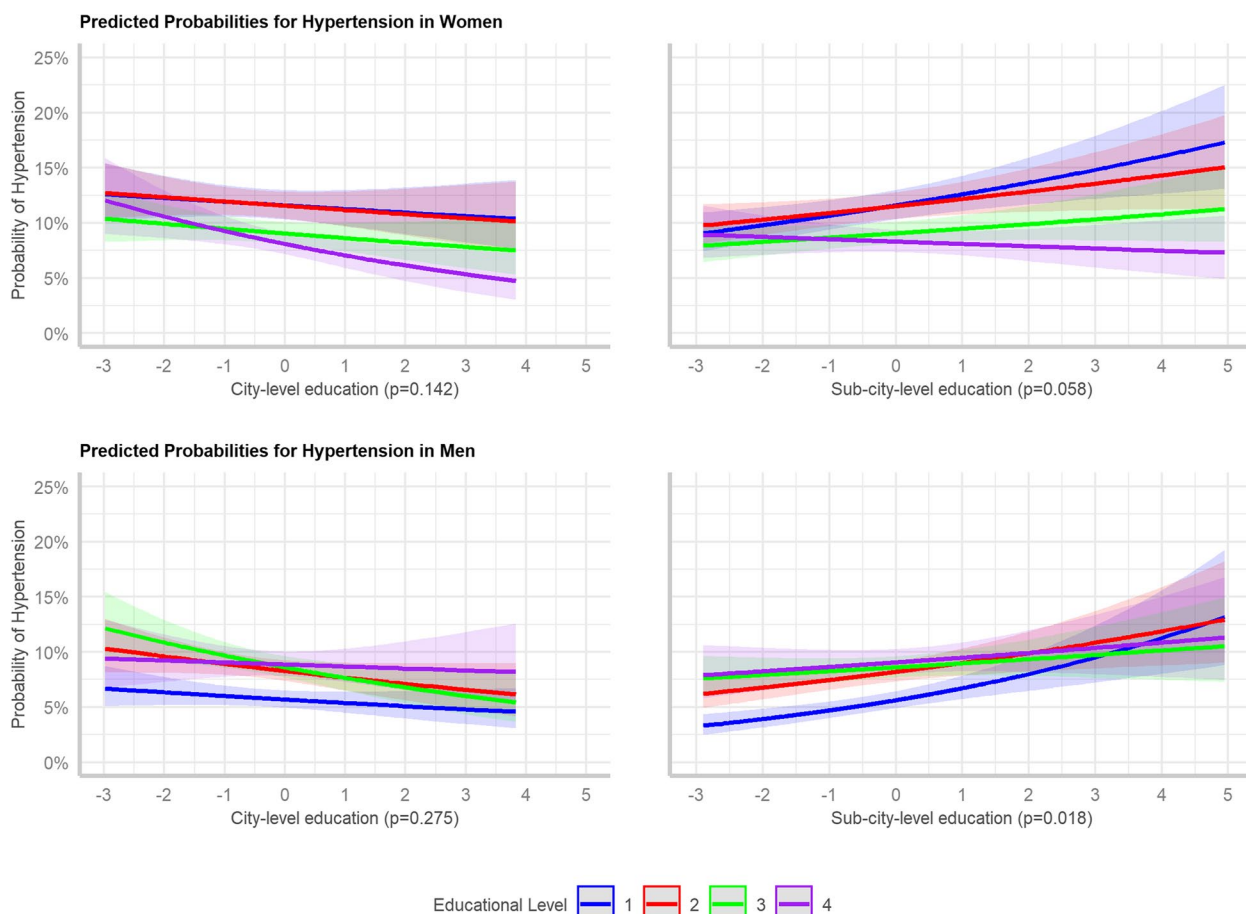 Predicted Probabilities for Hypertension in Women
Probability of Hypertension
25%
20%
15%
10%
5%
0%
-3 -2 -1 0 1 2 3 4 5
City-level education (p=0.142)
-3 -2 -1 0 1 2 3 4 5
Sub-city-level education (p=0.058)
Predicted Probabilities for Hypertension in Men
Probability of Hypertension
25%
20%
15%
10%
5%
0%
-3 -2 -1 0 1 2 3 4 5
City-level education (p=0.275)
-3 -2 -1 0 1 2 3 4 5
Sub-city-level education (p=0.018)
Educational Level 1 2 3 4